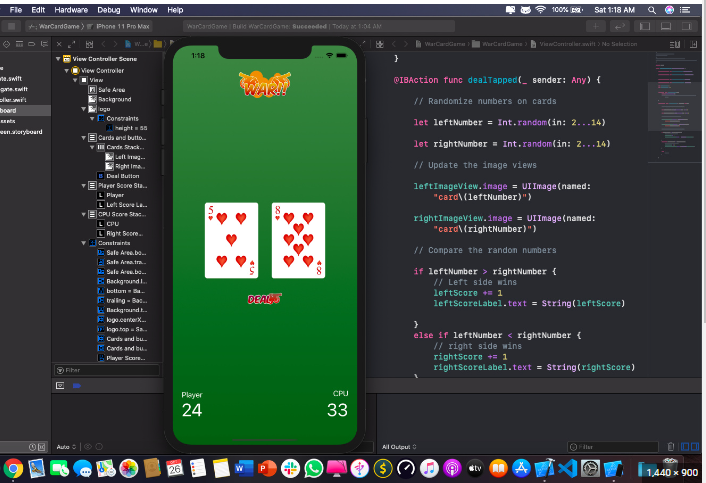 File Edit Hardware Debug Window Help
100% Sat 1:18 AM
WarCardGame iPhone 11 Pro Max
WarCardGame | Build WarCardGame: Succeeded | Today at 1:04 AM
WarCardGame WarCardGame ViewController.swift No Selection
gate.swift
gate.swift
roller.swift
board
ssets
een.storyboard
View Controller Scene
View Controller
View
Safe Area
Background
logo
Constraints
height = 55
Cards and butto...
Cards Stack...
Left Imag...
Right Ima...
B Deal Button
Player Score Sta...
L Player
L Left Score La...
CPU Score Stac...
L CPU
L Right Score...
Constraints
Safe Area.bo...
Safe Area.bo...
Safe Area.bo...
Background.l...
bottom = Ba...
trailing = Bac...
Background.t...
logo.centerX...
logo.top = Sa...
Cards and bu...
Cards and bu...
Player Score...
Filter
1:18
WAR!!
5
5
8
8
DEAL
Player
24
CPU
33
}
@IBAction func dealTapped(_ sender: Any) {
// Randomize numbers on cards
let leftNumber = Int.random(in: 2...14)
let rightNumber = Int.random(in: 2...14)
// Update the image views
leftImageView.image = UIImage(named:
"card\(leftNumber)")
rightImageView.image = UIImage(named:
"card\(rightNumber)")
// Compare the random numbers
if leftNumber > rightNumber {
// Left side wins
leftScore += 1
leftScoreLabel.text = String(leftScore)
}
else if leftNumber < rightNumber {
// right side wins
rightScore += 1
rightScoreLabel.text = String(rightScore)
}
Auto
All Output
Filter
26
tv
1,440 × 900